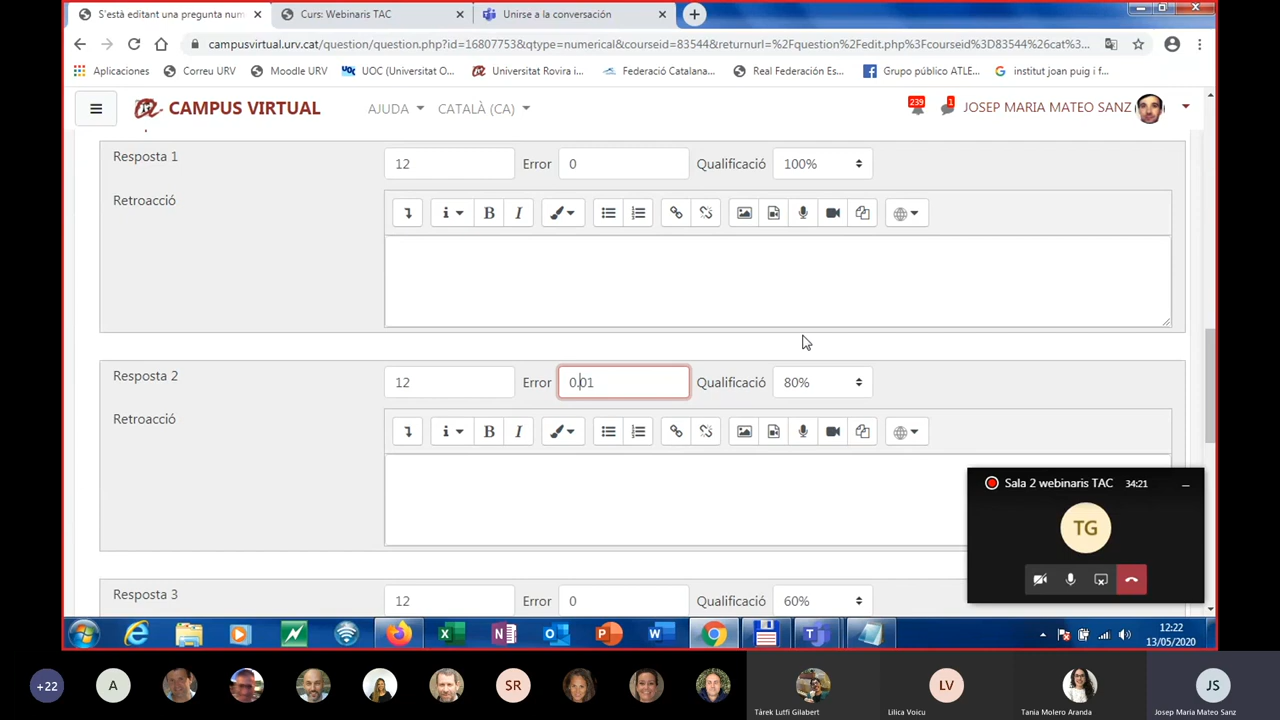 S'està editant una pregunta num
Curs: Webinaris TAC
Unirse a la conversación
campusvirtual.urv.cat/question/question.php?id=16807753&qtype=numerical&courseid=83544&returnurl=%2Fquestion%2Fedit.php%3Fcourseid%3D83544%26cat%3...
Aplicaciones
Correu URV
Moodle URV
UOC (Universitat O...
Universitat Rovira i...
Federació Catalana...
Real Federación Es...
Grupo público ATLE...
institut joan puig i f...
CAMPUS VIRTUAL
AJUDA
CATALÀ (CA)
239
1
JOSEP MARIA MATEO SANZ
Resposta 1
12
Error
0
Qualificació
100%
Retroacció
B
I
Resposta 2
12
Error
0.01
Qualificació
80%
Retroacció
B
I
Sala 2 webinaris TAC
34:21
TG
Resposta 3
12
Error
0
Qualificació
60%
12:22
13/05/2020
+22
A
SR
Tárek Lutfi Gilabert
LV
Lilica Voicu
Tania Molero Aranda
JS
Josep Maria Mateo Sanz